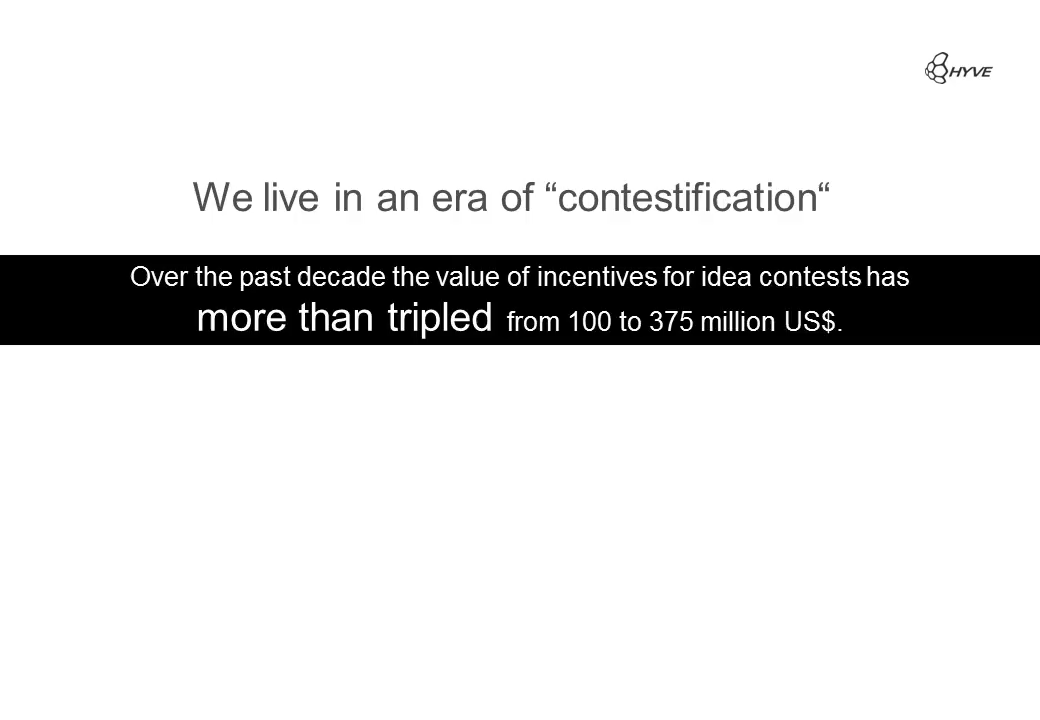 HYVE
We live in an era of “contestification“
Over the past decade the value of incentives for idea contests has
more than tripled from 100 to 375 million US$.